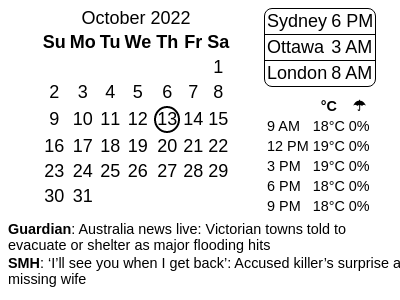 October 2022
Su Mo Tu We Th Fr Sa
1
2 3 4 5 6 7 8
9 10 11 12 13 14 15
16 17 18 19 20 21 22
23 24 25 26 27 28 29
30 31
Sydney 6 PM
Ottawa 3 AM
London 8 AM
°C ☂
9 AM 18°C 0%
12 PM 19°C 0%
3 PM 19°C 0%
6 PM 18°C 0%
9 PM 18°C 0%
Guardian: Australia news live: Victorian towns told to
evacuate or shelter as major flooding hits
SMH: ‘I’ll see you when I get back’: Accused killer’s surprise a
missing wife